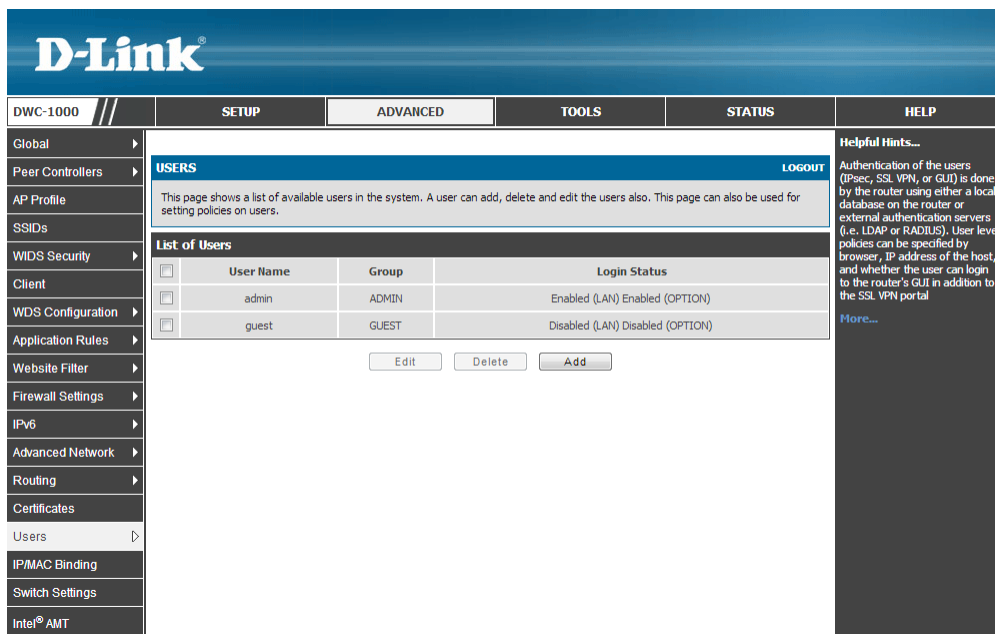 D-Link®
DWC-1000
SETUP
ADVANCED
TOOLS
STATUS
HELP
Global
Peer Controllers
AP Profile
SSIDs
WIDS Security
Client
WDS Configuration
Application Rules
Website Filter
Firewall Settings
IPv6
Advanced Network
Routing
Certificates
Users
IP/MAC Binding
Switch Settings
Intel® AMT
USERS
LOGOUT
This page shows a list of available users in the system. A user can add, delete and edit the users also. This page can also be used for
setting policies on users.
List of Users
User Name Group Login Status
admin ADMIN Enabled (LAN) Enabled (OPTION)
guest GUEST Disabled (LAN) Disabled (OPTION)
Edit Delete Add
Helpful Hints...
Authentication of the users
(IPsec, SSL VPN, or GUI) is done
by the router using either a local
database on the router or
external authentication servers
(i.e. LDAP or RADIUS). User leve
policies can be specified by
browser, IP address of the host,
and whether the user can login
to the router's GUI in addition to
the SSL VPN portal
More...